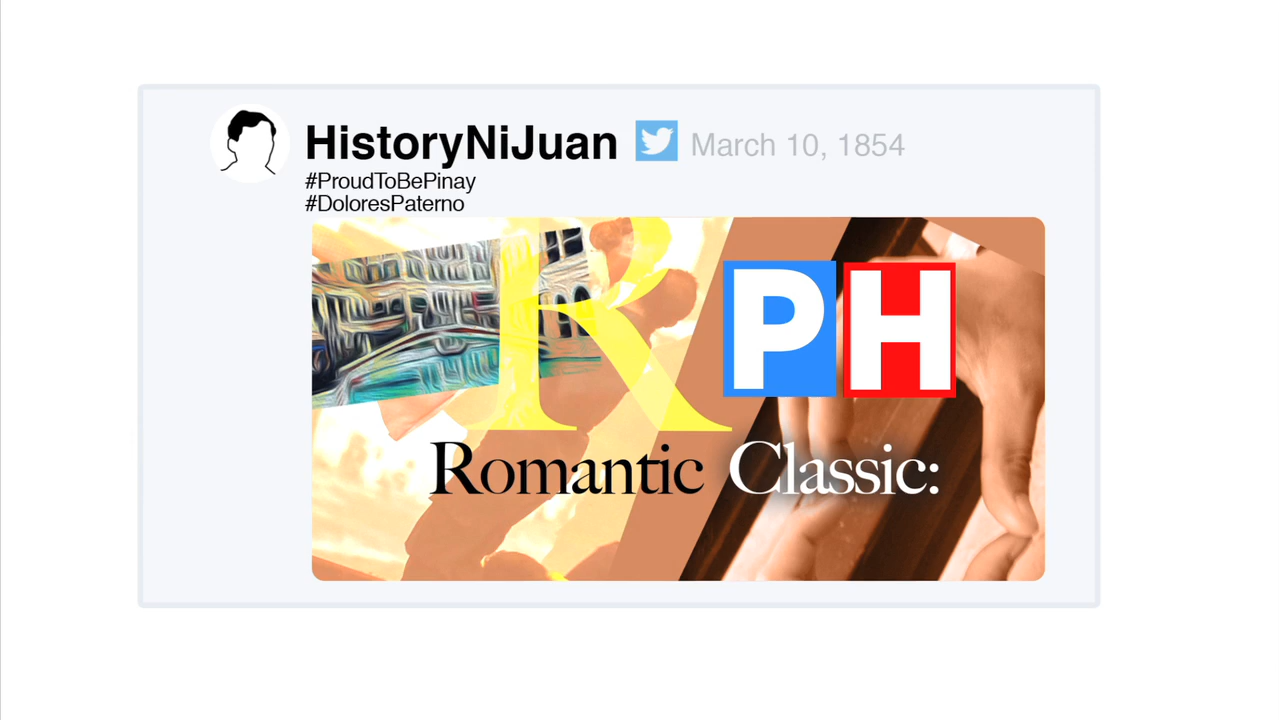 HistoryNiJuan March 10, 1854
#ProudToBePinay
#DoloresPaterno
R PH
Romantic Classic: